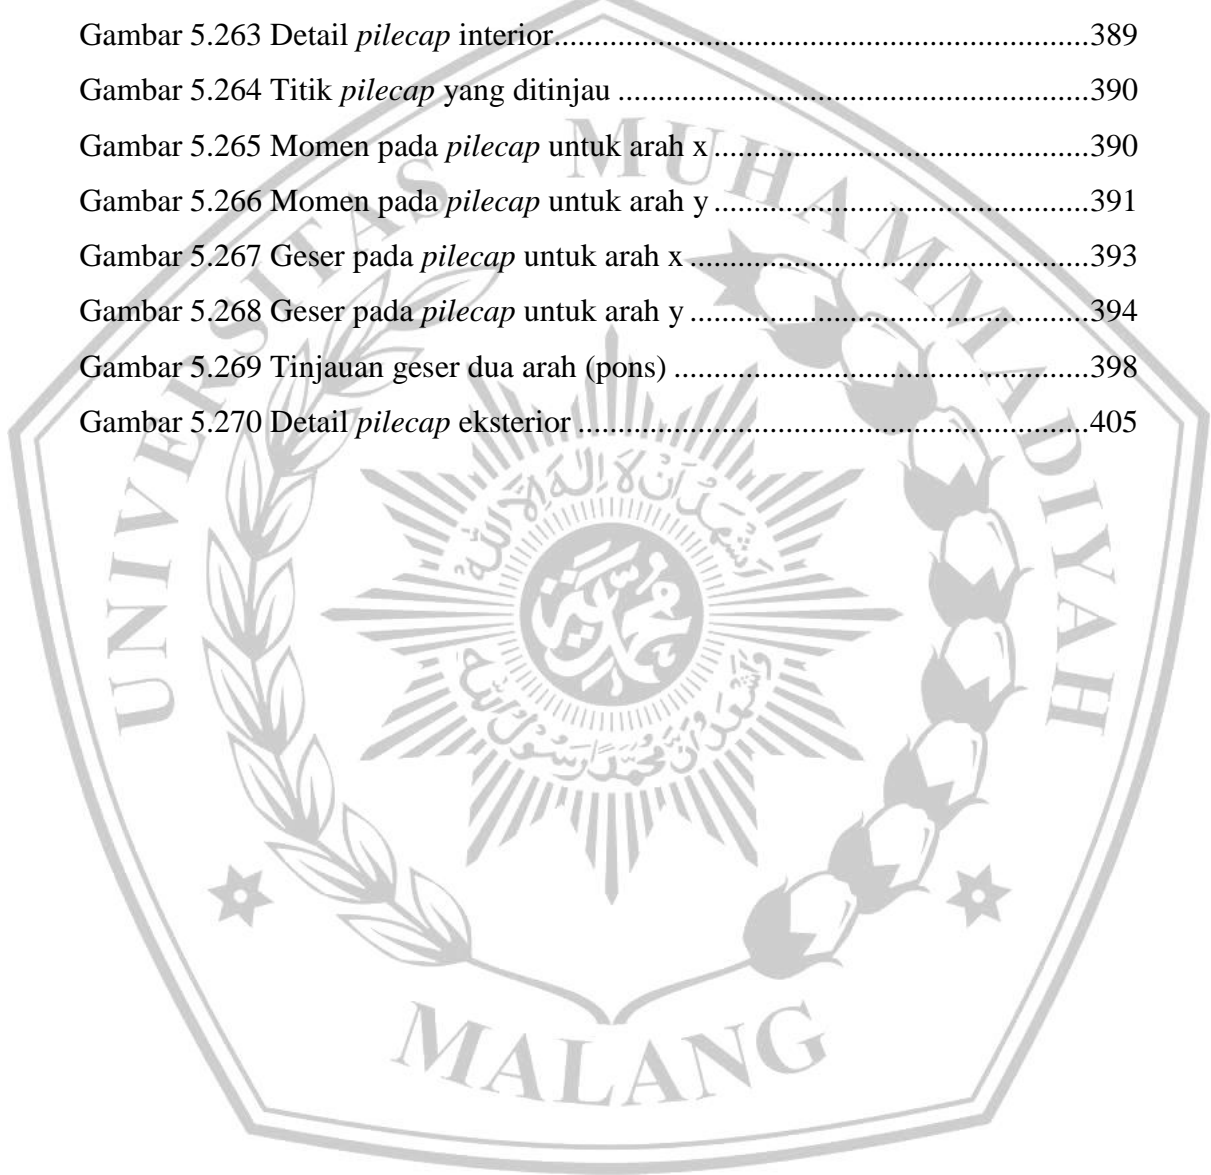 Gambar 5.263 Detail pilecap interior....................................................................389
Gambar 5.264 Titik pilecap yang ditinjau ............................................................390
Gambar 5.265 Momen pada pilecap untuk arah x................................................390
Gambar 5.266 Momen pada pilecap untuk arah y................................................391
Gambar 5.267 Geser pada pilecap untuk arah x...................................................393
Gambar 5.268 Geser pada pilecap untuk arah y...................................................394
Gambar 5.269 Tinjauan geser dua arah (pons) .....................................................398
Gambar 5.270 Detail pilecap eksterior .................................................................405
UNIVERSITAS MUHAMMADIYAH
MALANG